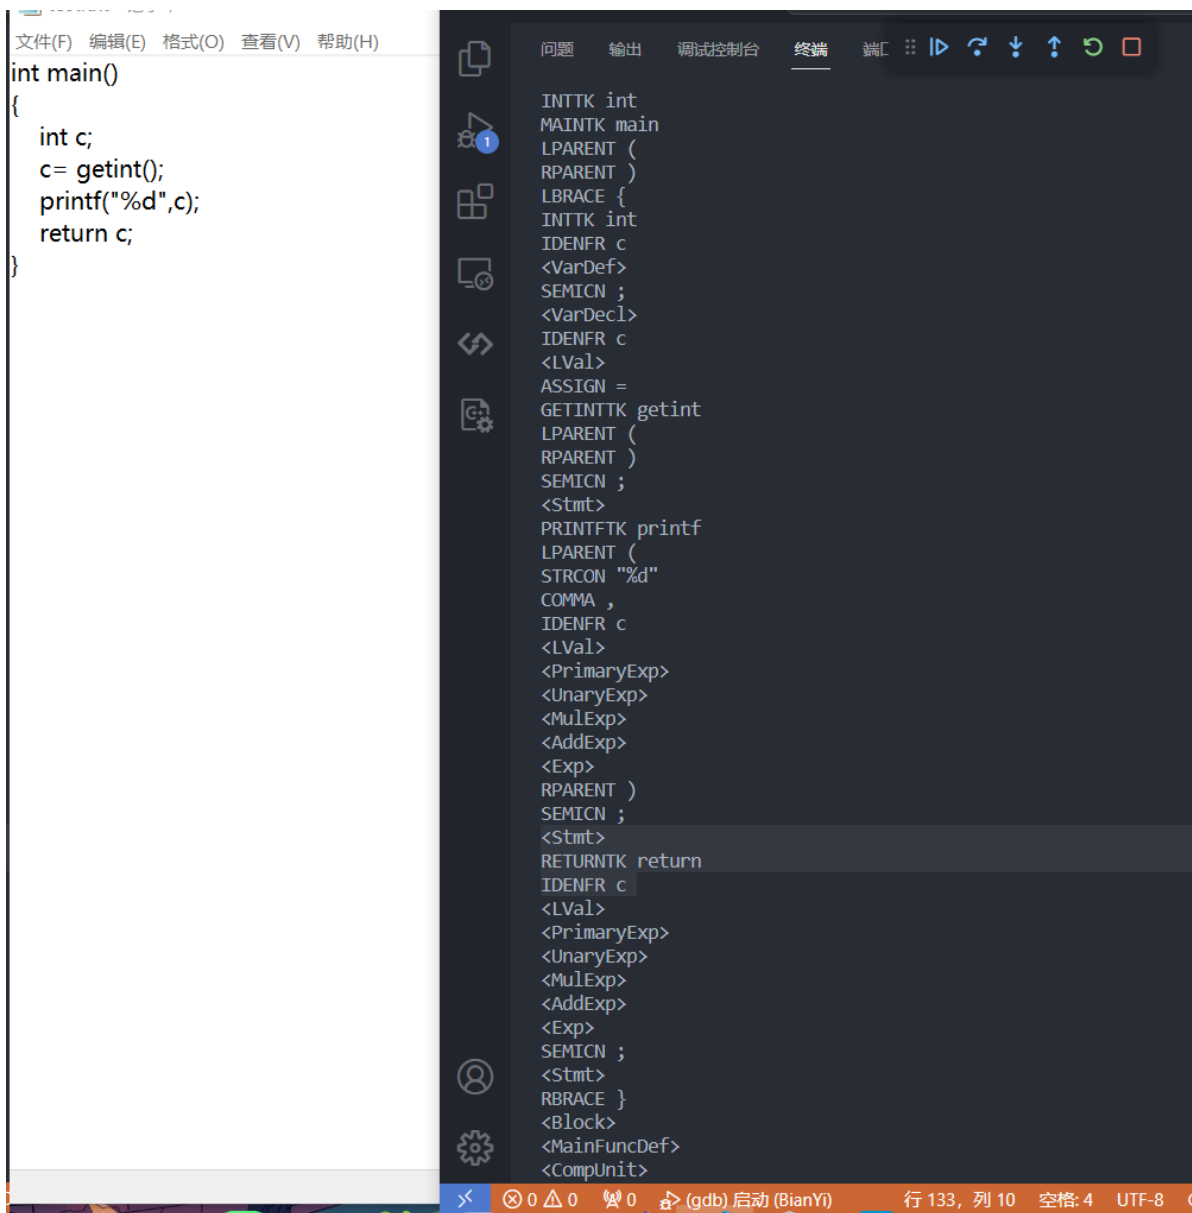 文件(F) 编辑(E) 格式(O) 查看(V) 帮助(H)
int main()
{
int c;
c= getint();
printf("%d",c);
return c;
}
问题 输出 调试控制台 终端
1
INTTK int
MAINTK main
LPARENT (
RPARENT )
LBRACE {
INTTK int
IDENFR c
<VarDef>
SEMICN ;
<VarDecl>
IDENFR c
<LVal>
ASSIGN =
GETINTTK getint
LPARENT (
RPARENT )
SEMICN ;
<Stmt>
PRINTFTK printf
LPARENT (
STRCON "%d"
COMMA ,
IDENFR c
<LVal>
<PrimaryExp>
<UnaryExp>
<MulExp>
<AddExp>
<Exp>
RPARENT )
SEMICN ;
<Stmt>
RETURNTK return
IDENFR c
<LVal>
<PrimaryExp>
<UnaryExp>
<MulExp>
<AddExp>
<Exp>
SEMICN ;
<Stmt>
RBRACE }
<Block>
<MainFuncDef>
<CompUnit>
0 0 0 (gdb) 启动 (BianYi) 行 133, 列 10 空格: 4 UTF-8